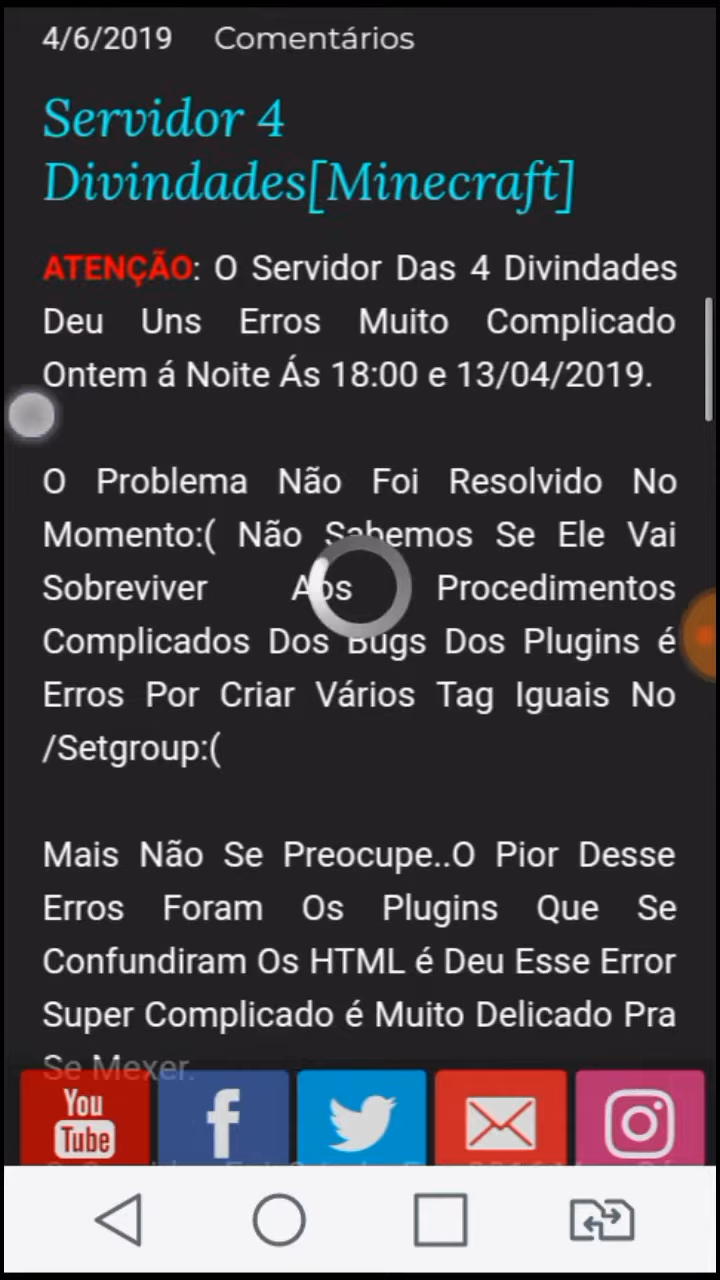 4/6/2019 Comentários
Servidor 4
Divindades[Minecraft]
ATENÇÃO: O Servidor Das 4 Divindades
Deu Uns Erros Muito Complicado
Ontem á Noite Ás 18:00 e 13/04/2019.
O Problema Não Foi Resolvido No
Momento:( Não Sabemos Se Ele Vai
Sobreviver Aos Procedimentos
Complicados Dos Bugs Dos Plugins é
Erros Por Criar Vários Tag Iguais No
/Setgroup:(
Mais Não Se Preocupe..O Pior Desse
Erros Foram Os Plugins Que Se
Confundiram Os HTML é Deu Esse Error
Super Complicado é Muito Delicado Pra
Se Mexer.
You
Tube